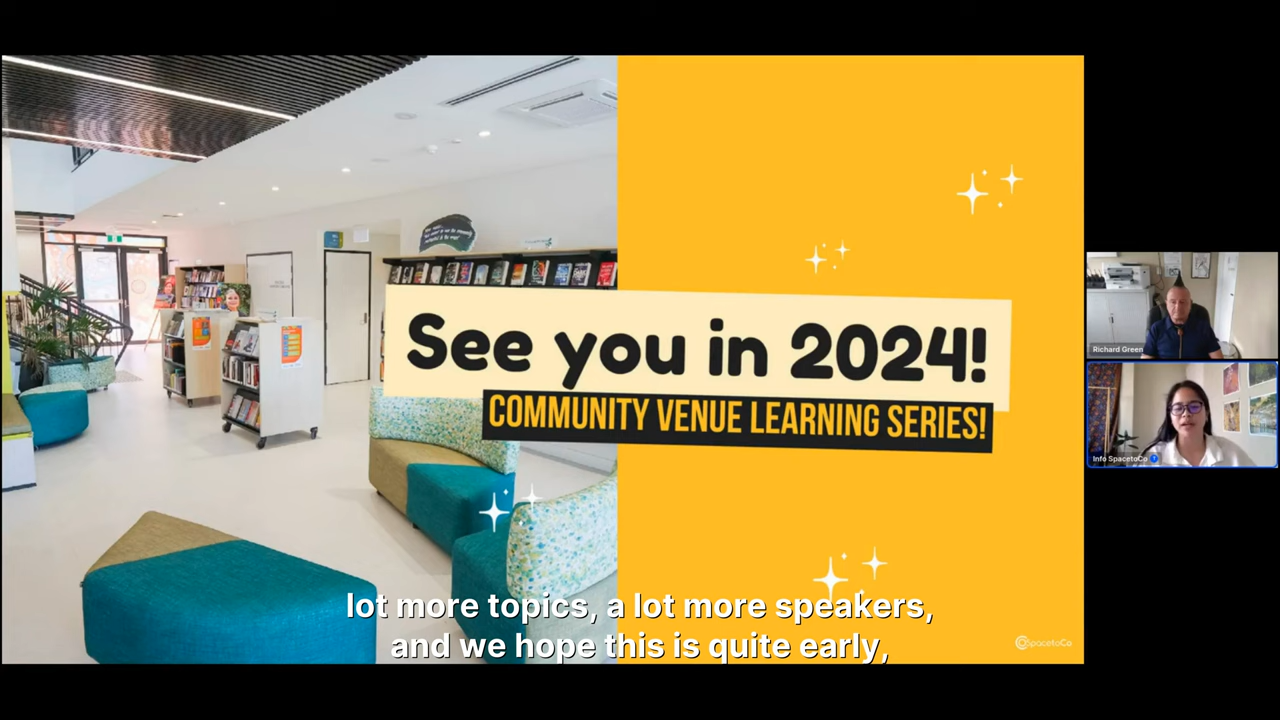 See you in 2024!
COMMUNITY VENUE LEARNING SERIES!
lot more topics, a lot more speakers,
and we hope this is quite early,
SpacetoCo
Richard Green
Info SpacetoCo